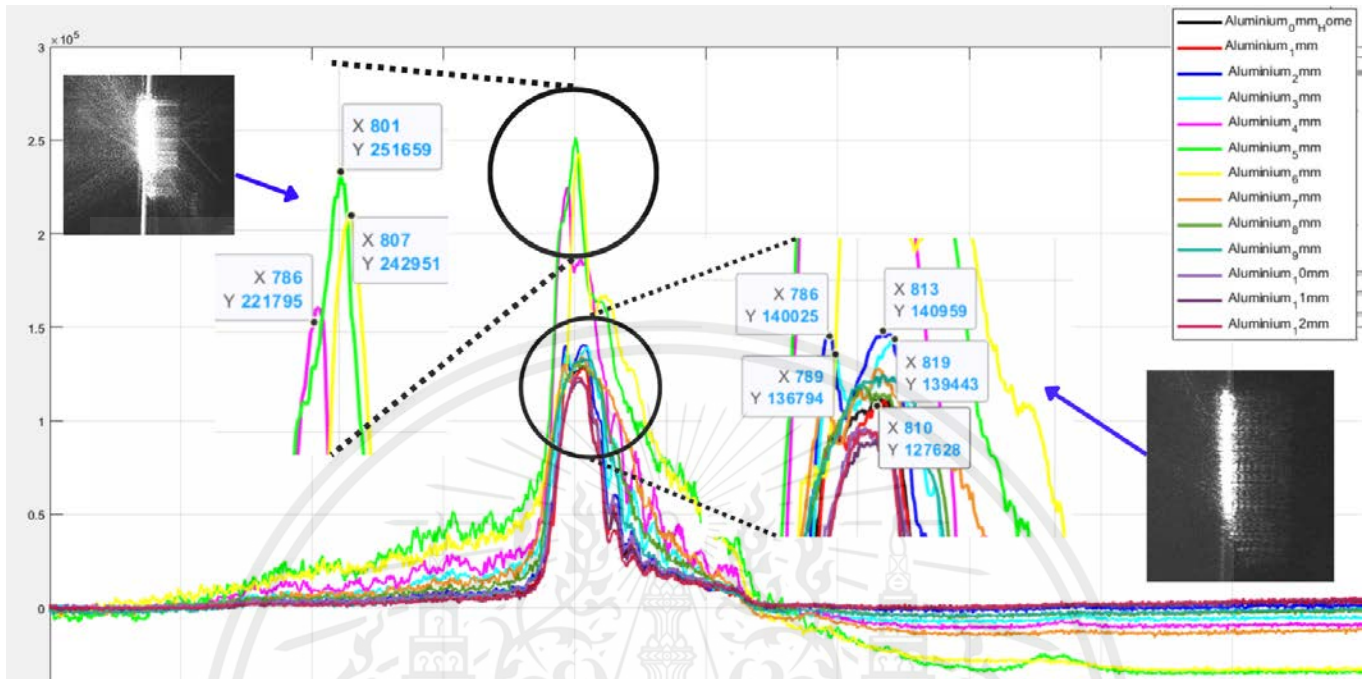 ×10⁵
3
2.5
2
1.5
1
0.5
0
X 801
Y 251659
X 807
Y 242951
X 786
Y 221795
X 786
Y 140025
X 789
Y 136794
X 813
Y 140959
X 819
Y 139443
X 810
Y 127628
Aluminium₀mmₕome
Aluminium₁mm
Aluminium₂mm
Aluminium₃mm
Aluminium₄mm
Aluminium₅mm
Aluminium₆mm
Aluminium₇mm
Aluminium₈mm
Aluminium₉mm
Aluminium₁0mm
Aluminium₁1mm
Aluminium₁2mm